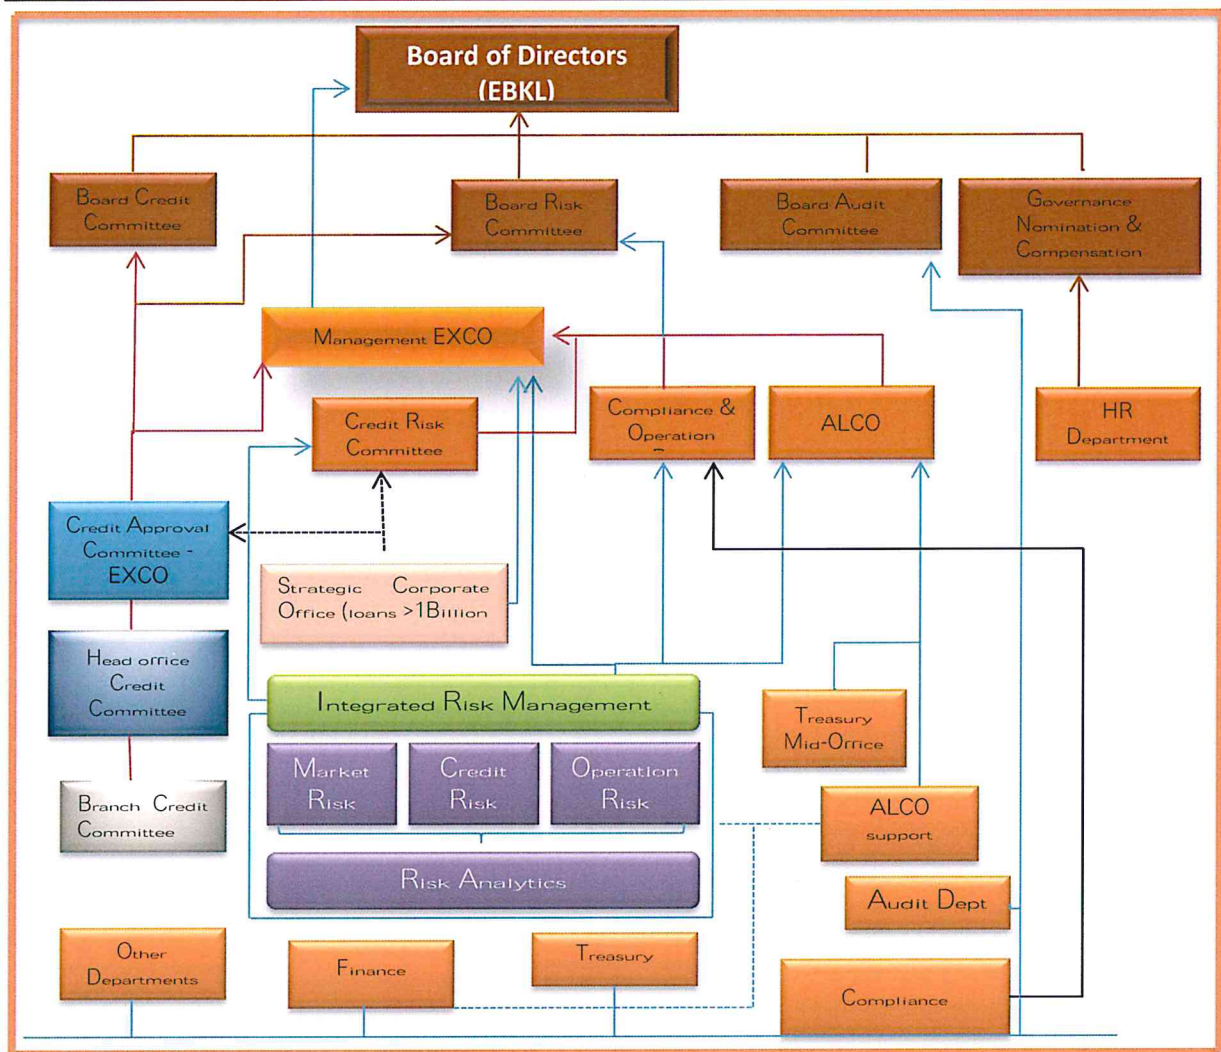 Board of Directors
(EBKL)
Board Credit
Committee
Board Risk
Committee
Board Audit
Committee
Governance
Nomination &
Compensation
Management EXCO
Credit Risk
Committee
Compliance &
Operation
ALCO
HR
Department
Credit Approval
Committee -
EXCO
Strategic Corporate
Office (loans >1Billion
Head office
Credit
Committee
Integrated Risk Management
Treasury
Mid-Office
Market
Risk
Credit
Risk
Operation
Risk
Branch Credit
Committee
ALCO
support
Risk Analytics
Audit Dept
Other
Departments
Finance
Treasury
Compliance